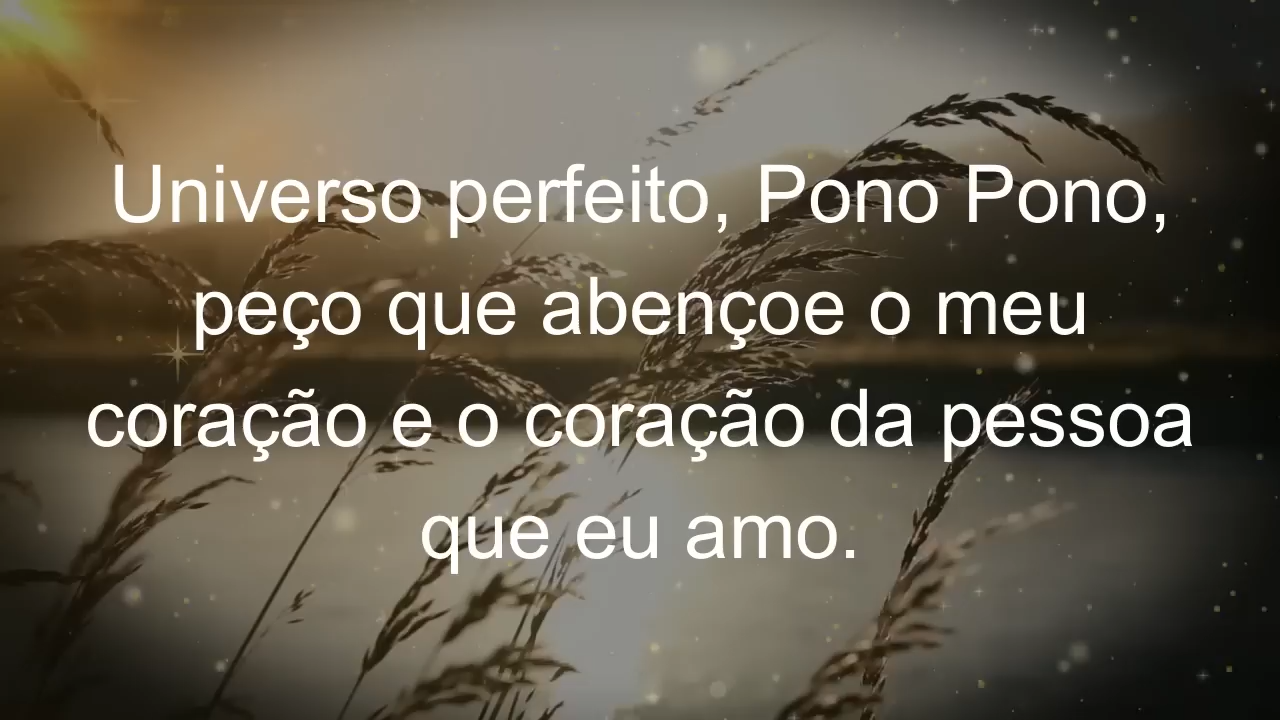 Universo perfeito, Pono Pono,
peço que abençoe o meu
coração e o coração da pessoa
que eu amo.